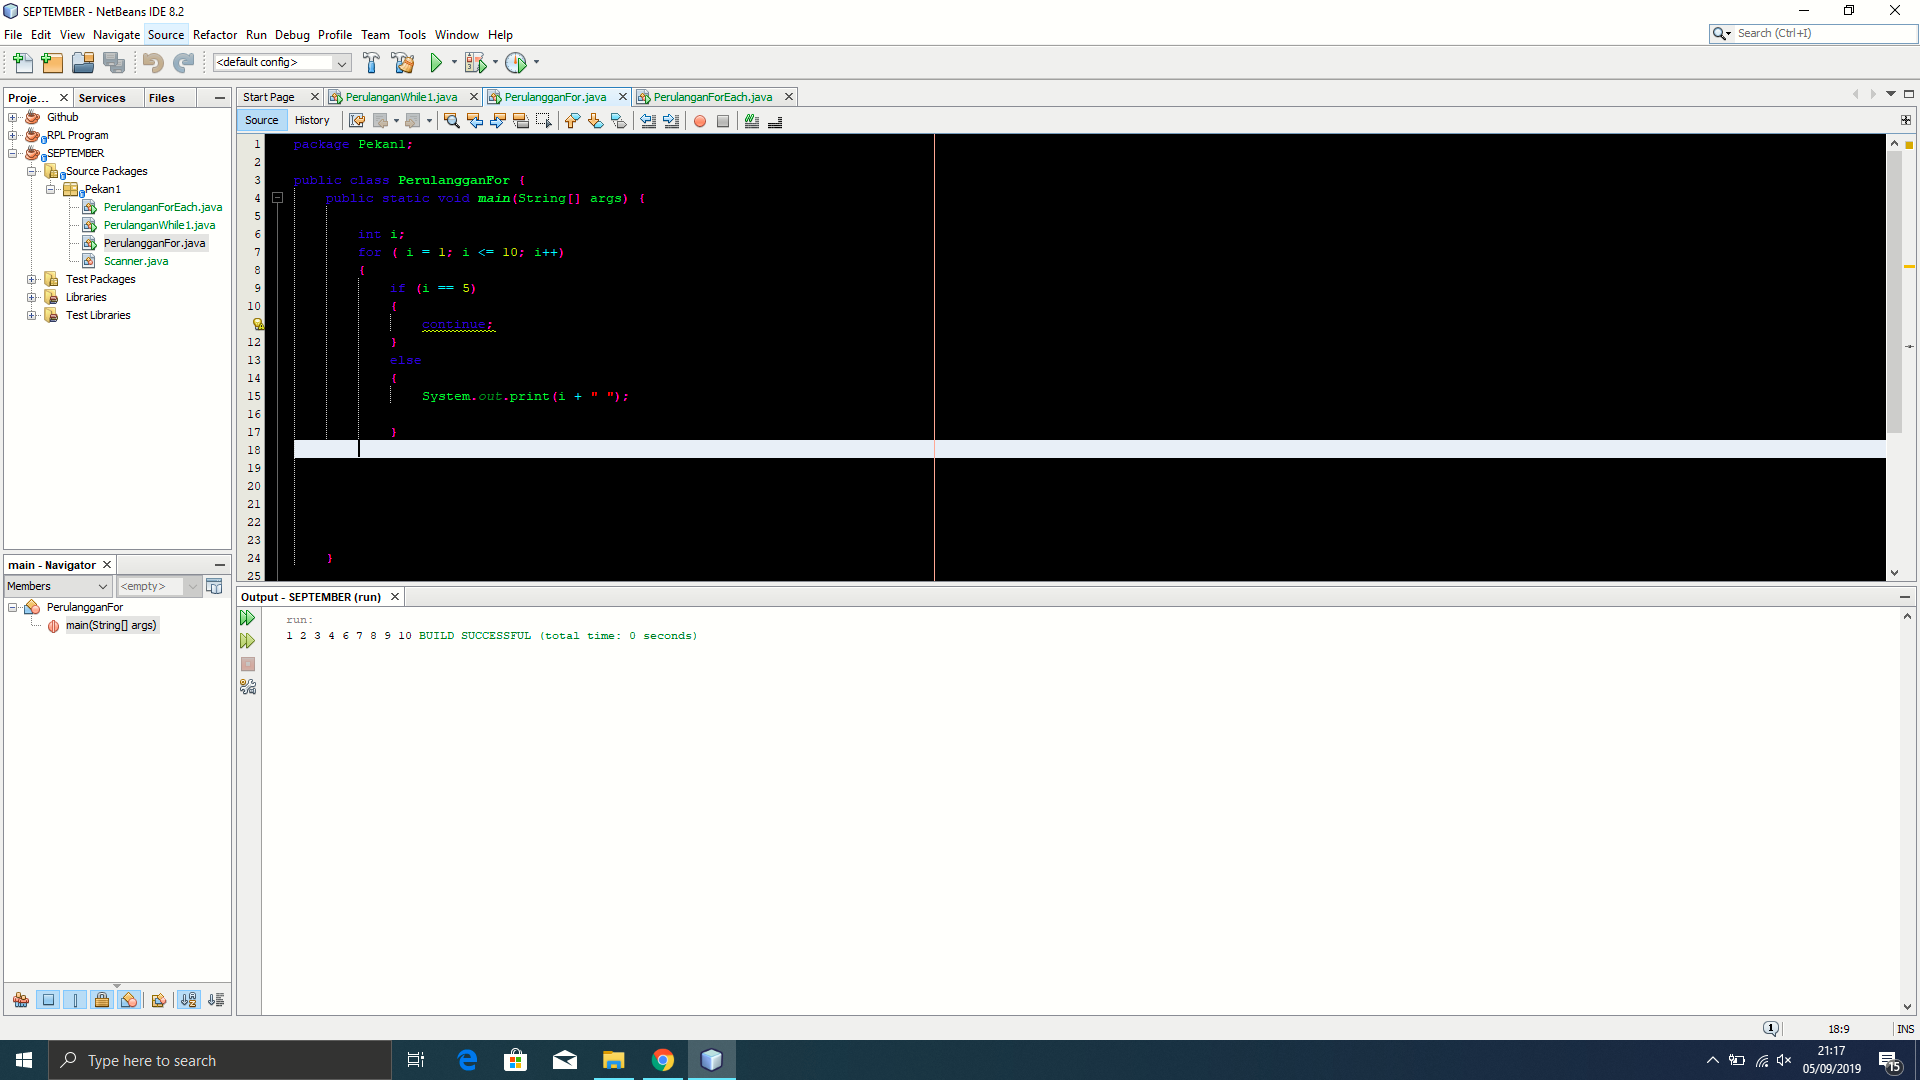 SEPTEMBER - NetBeans IDE 8.2
File Edit View Navigate Source Refactor Run Debug Profile Team Tools Window Help
Search (Ctrl+I)
<default config>
Proje... Services Files
Github
RPL Program
SEPTEMBER
Source Packages
Pekan1
PerulanganForEach.java
PerulanganWhile1.java
PerulangganFor.java
Scanner.java
Test Packages
Libraries
Test Libraries
Start Page PerulanganWhile1.java PerulangganFor.java PerulanganForEach.java
Source History
1 package Pekan1;
2
3 public class PerulangganFor {
4 public static void main(String[] args) {
5
6 int i;
7 for ( i = 1; i <= 10; i++)
8 {
9 if (i == 5)
10 {
continue;
12 }
13 else
14 {
15 System.out.print(i + " ");
16
17 }
18
19
20
21
22
23
24 }
25
main - Navigator
Members <empty>
PerulangganFor
main(String[] args)
Output - SEPTEMBER (run)
run:
1 2 3 4 6 7 8 9 10 BUILD SUCCESSFUL (total time: 0 seconds)
1 18:9 INS
Type here to search
21:17
05/09/2019
15